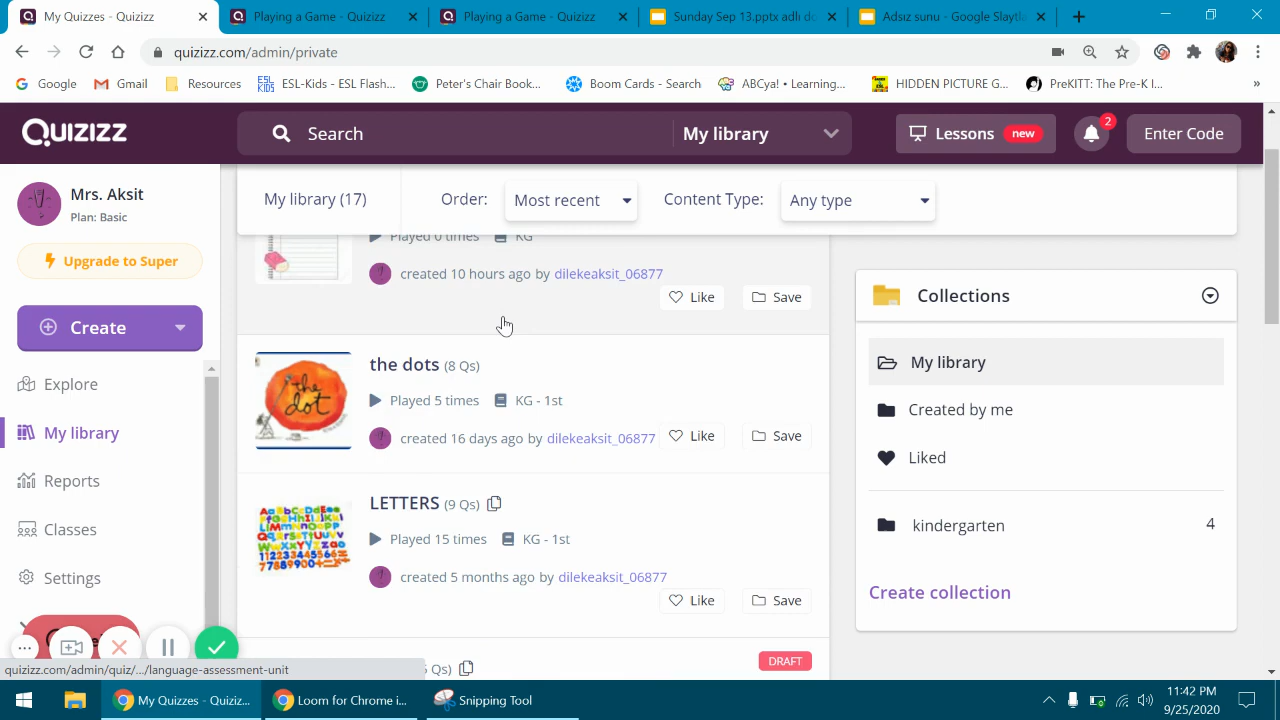 My Quizzes - Quizizz
Playing a Game - Quizizz
Playing a Game - Quizizz
Sunday Sep 13.pptx adlı do
Adsız sunu - Google Slaytla
quizizz.com/admin/private
Google
Gmail
Resources
ESL-Kids - ESL Flash...
Peter's Chair Book...
Boom Cards - Search
ABCya! • Learning...
HIDDEN PICTURE G...
PreKITT: The Pre-K I...
»
Quizizz
Search
My library
Lessons new
2
Enter Code
Mrs. Aksit
Plan: Basic
Upgrade to Super
Create
Explore
My library
Reports
Classes
Settings
My library (17)
Order:
Most recent
Content Type:
Any type
Played 0 times
KG
created 10 hours ago by dilekeaksit_06877
Like
Save
the dots (8 Qs)
Played 5 times
KG - 1st
created 16 days ago by dilekeaksit_06877
Like
Save
LETTERS (9 Qs)
Played 15 times
KG - 1st
created 5 months ago by dilekeaksit_06877
Like
Save
Qs)
DRAFT
Collections
My library
Created by me
Liked
kindergarten 4
Create collection
the dot
quizizz.com/admin/quiz/.../language-assessment-unit
My Quizzes - Quiziz...
Loom for Chrome i...
Snipping Tool
11:42 PM
9/25/2020